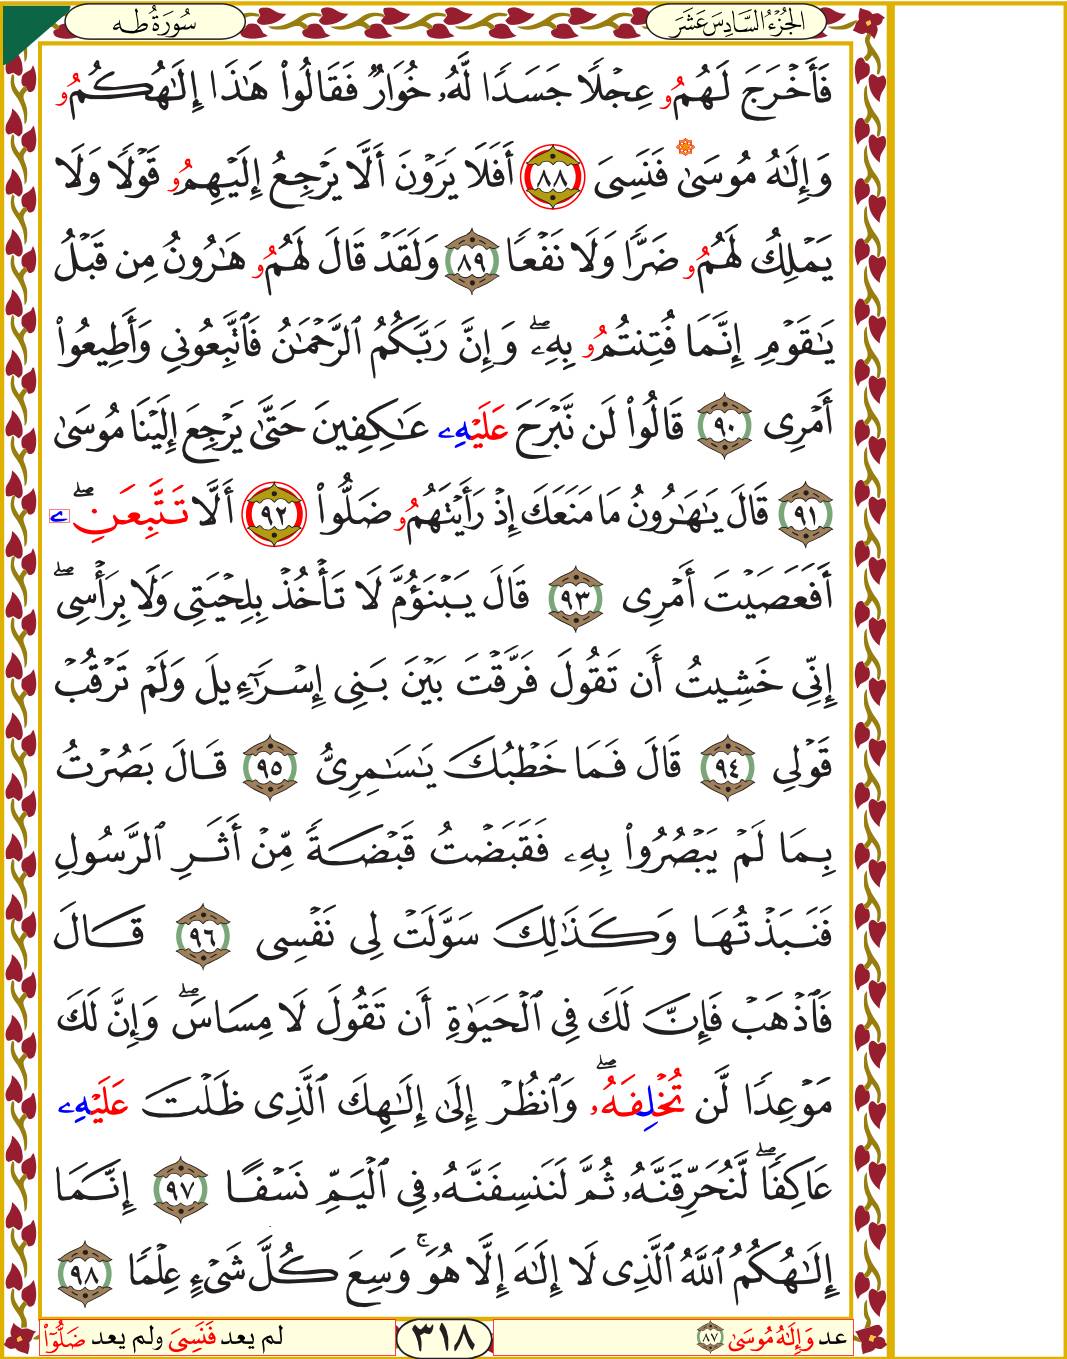 الجُزْءُ السَّادِسَ عَشَرَ
سُورَةُ طه
فَأَخْرَجَ لَهُمُۥ عِجْلًا جَسَدًا لَّهُۥ خُوَارٌ فَقَالُوا۟ هَـٰذَا إِلَـٰهُكُمُۥ
وَإِلَـٰهُ مُوسَىٰ ۞ فَنَسِىَ ٨٨ أَفَلَا يَرَوْنَ أَلَّا يَرْجِعُ إِلَيْهِمُۥ قَوْلًا وَلَا
يَمْلِكُ لَهُمُۥ ضَرًّا وَلَا نَفْعًا ٨٩ وَلَقَدْ قَالَ لَهُمُۥ هَـٰرُونُ مِن قَبْلُ
يَـٰقَوْمِ إِنَّمَا فُتِنتُمُۥ بِهِۦ ۖ وَإِنَّ رَبَّكُمُ ٱلرَّحْمَـٰنُ فَٱتَّبِعُونِى وَأَطِيعُوا۟
أَمْرِى ٩٠ قَالُوا۟ لَن نَّبْرَحَ عَلَيْهِۦ عَـٰكِفِينَ حَتَّىٰ يَرْجِعَ إِلَيْنَا مُوسَىٰ
٩١ قَالَ يَـٰهَـٰرُونُ مَا مَنَعَكَ إِذْ رَأَيْتَهُمُۥ ضَلُّوا۟ ٩٢ أَلَّا تَتَّبِعَنِۦ ۖ
أَفَعَصَيْتَ أَمْرِى ٩٣ قَالَ يَبْنَؤُمَّ لَا تَأْخُذْ بِلِحْيَتِى وَلَا بِرَأْسِىَ ۖ
إِنِّى خَشِيتُ أَن تَقُولَ فَرَّقْتَ بَيْنَ بَنِى إِسْرَٰٓءِيلَ وَلَمْ تَرْقُبْ
قَوْلِى ٩٤ قَالَ فَمَا خَطْبُكَ يَـٰسَـٰمِرِىُّ ٩٥ قَالَ بَصُرْتُ
بِمَا لَمْ يَبْصُرُوا۟ بِهِۦ فَقَبَضْتُ قَبْضَةً مِّنْ أَثَرِ ٱلرَّسُولِ
فَنَبَذْتُهَا وَكَذَٰلِكَ سَوَّلَتْ لِى نَفْسِى ٩٦ قَالَ
فَٱذْهَبْ فَإِنَّ لَكَ فِى ٱلْحَيَوٰةِ أَن تَقُولَ لَا مِسَاسَ ۖ وَإِنَّ لَكَ
مَوْعِدًا لَّن تُخْلِفَهُۥ ۖ وَٱنظُرْ إِلَىٰ إِلَـٰهِكَ ٱلَّذِى ظَلْتَ عَلَيْهِۦ
عَاكِفًا ۖ لَّنُحَرِّقَنَّهُۥ ثُمَّ لَنَنسِفَنَّهُۥ فِى ٱلْيَمِّ نَسْفًا ٩٧ إِنَّمَا
إِلَـٰهُكُمُ ٱللَّهُ ٱلَّذِى لَا إِلَـٰهَ إِلَّا هُوَ ۚ وَسِعَ كُلَّ شَىْءٍ عِلْمًا ٩٨
عد وَإِلَـٰهُ مُوسَىٰ ٨٧
٣١٨
لم يعد فَنَسِىَ ولم يعد ضَلُّوٓا۟